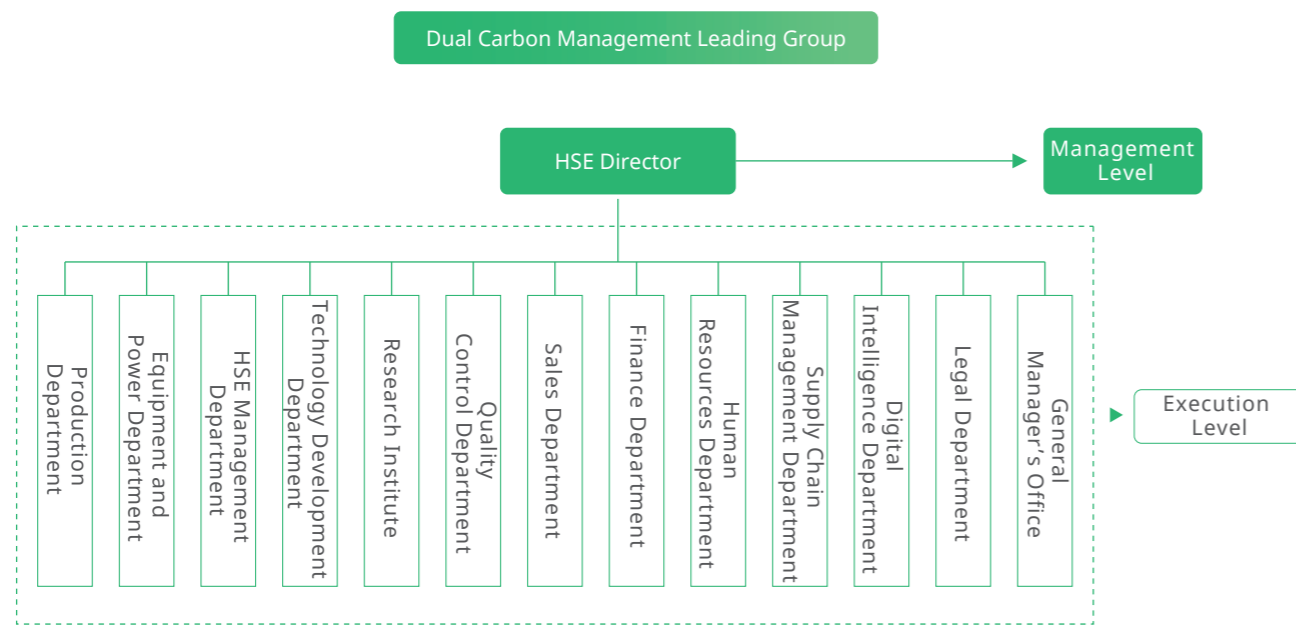 Dual Carbon Management Leading Group
HSE Director
Management
Level
Production
Department
Equipment and
Power Department
HSE Management
Department
Technology Development
Department
Research Institute
Quality
Control Department
Sales Department
Finance Department
Human
Resources Department
Supply Chain
Management Department
Digital
Intelligence Department
Legal Department
General
Manager‘s Office
Execution
Level